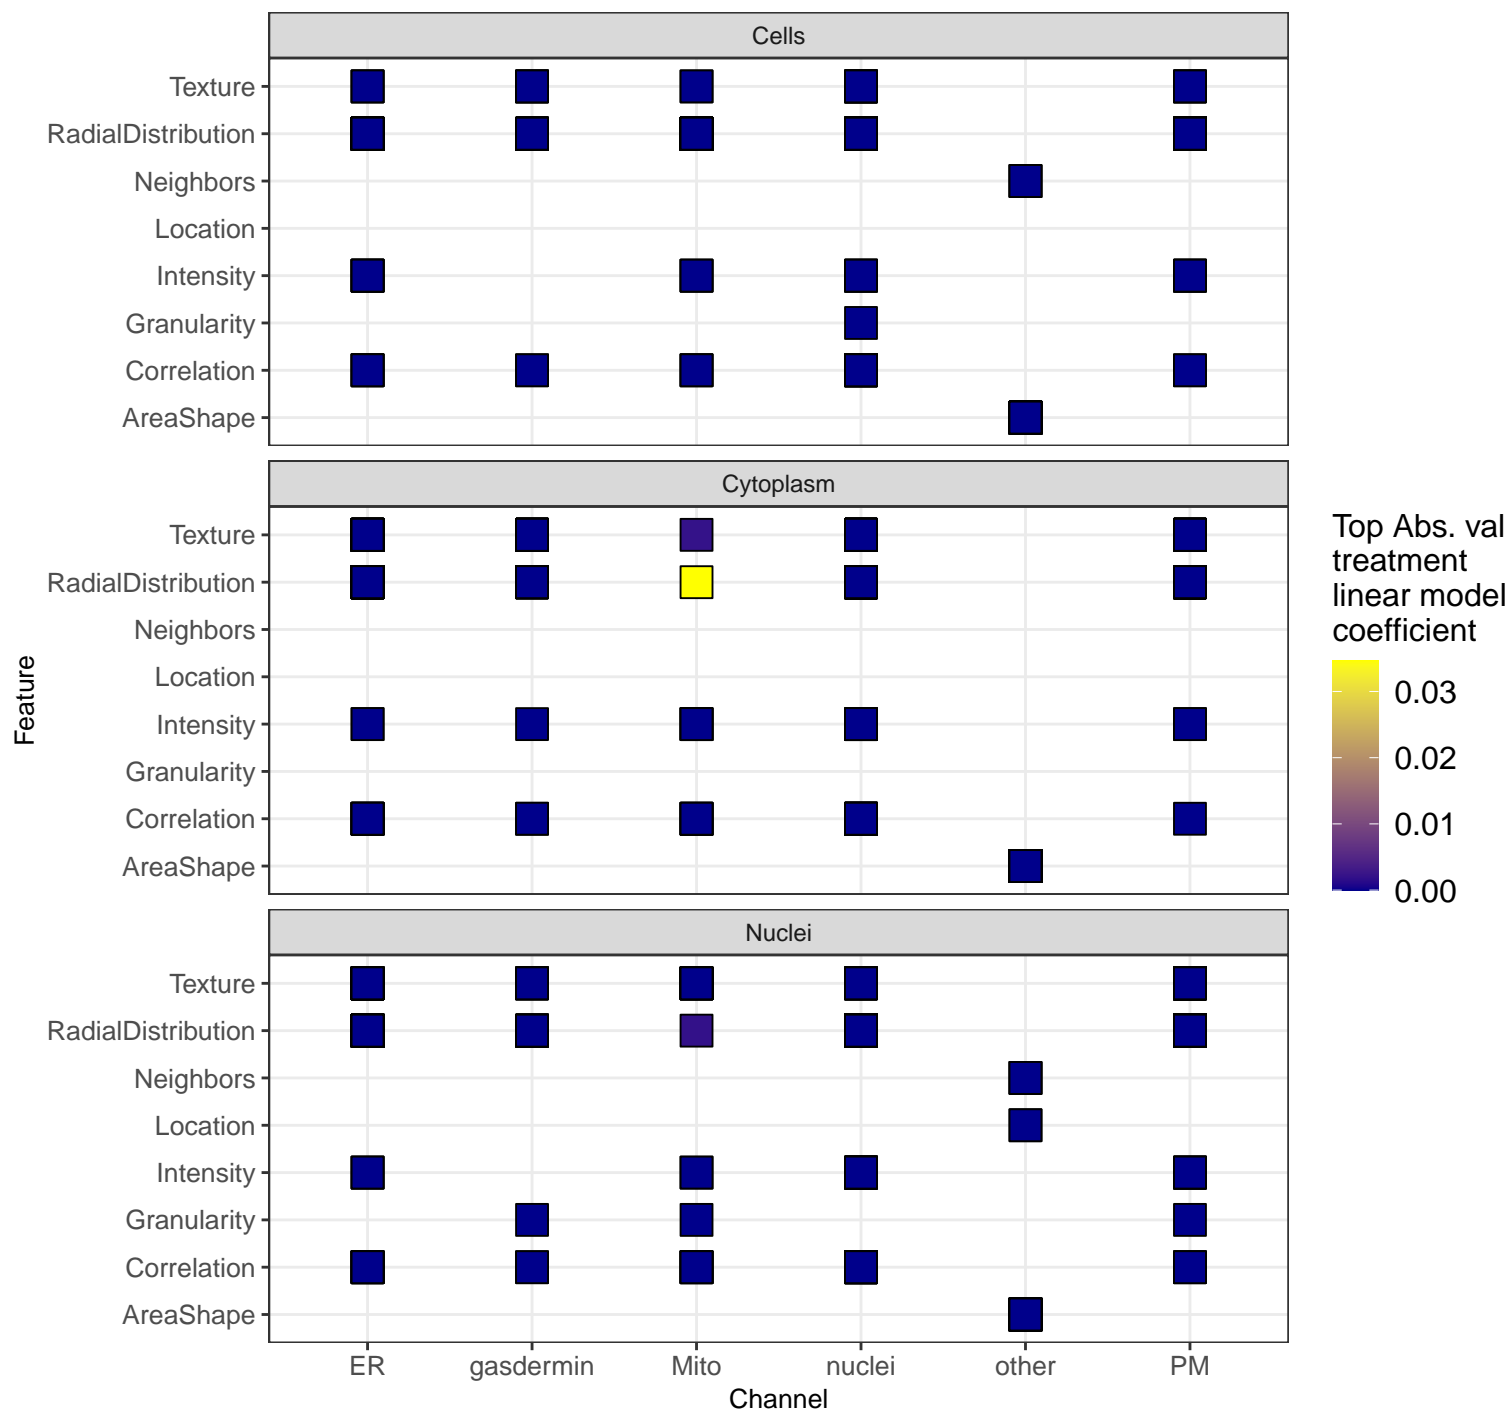 Cells
Texture
RadialDistribution
Neighbors
Location
Intensity
Granularity
Correlation
AreaShape
Cytoplasm
Texture
RadialDistribution
Neighbors
Location
Intensity
Granularity
Correlation
AreaShape
Nuclei
Texture
RadialDistribution
Neighbors
Location
Intensity
Granularity
Correlation
AreaShape
ER gasdermin Mito nuclei other PM
Channel
Feature
Top Abs. val
treatment
linear model
coefficient
0.03
0.02
0.01
0.00